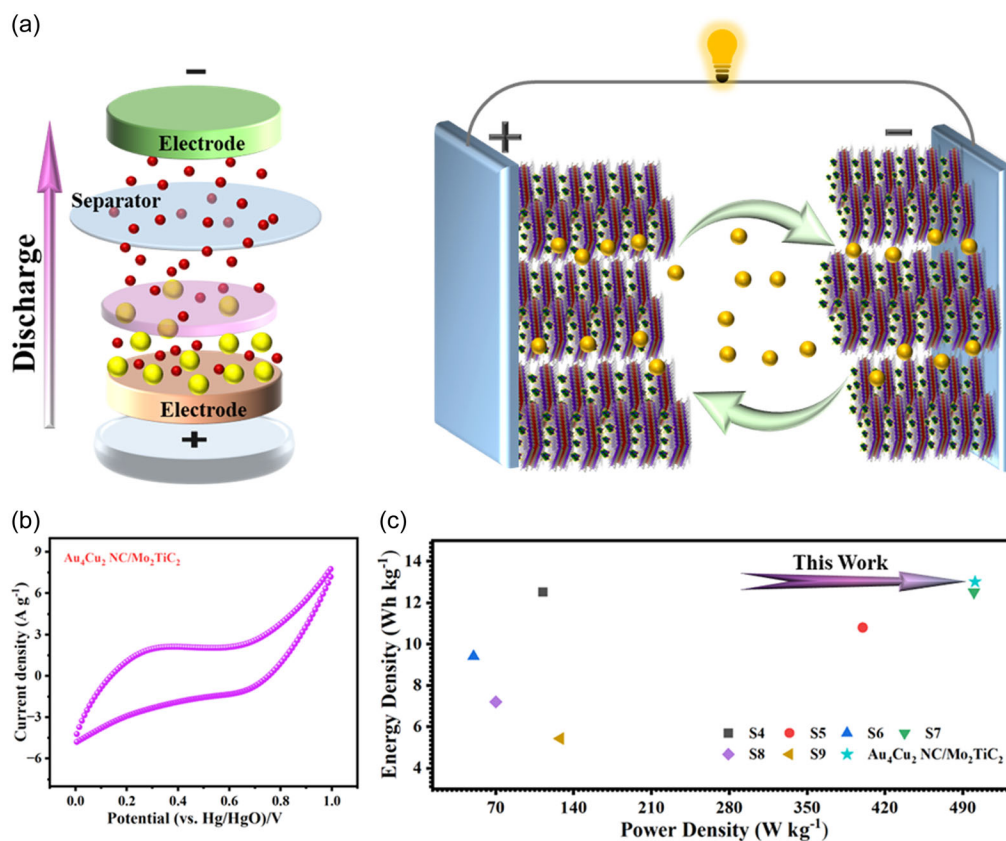 (a)
−
Electrode
Separator
Discharge
Electrode
+
+
−
(b)
Au₄Cu₂ NC/Mo₂TiC₂
Current density (A g⁻¹)
9
6
3
0
−3
−6
0.0 0.2 0.4 0.6 0.8 1.0
Potential (vs. Hg/HgO)/V
(c)
Energy Density (Wh kg⁻¹)
14
12
10
8
6
4
This Work
S4 S5 S6 S7
S8 S9 Au₄Cu₂ NC/Mo₂TiC₂
70 140 210 280 350 420 490
Power Density (W kg⁻¹)